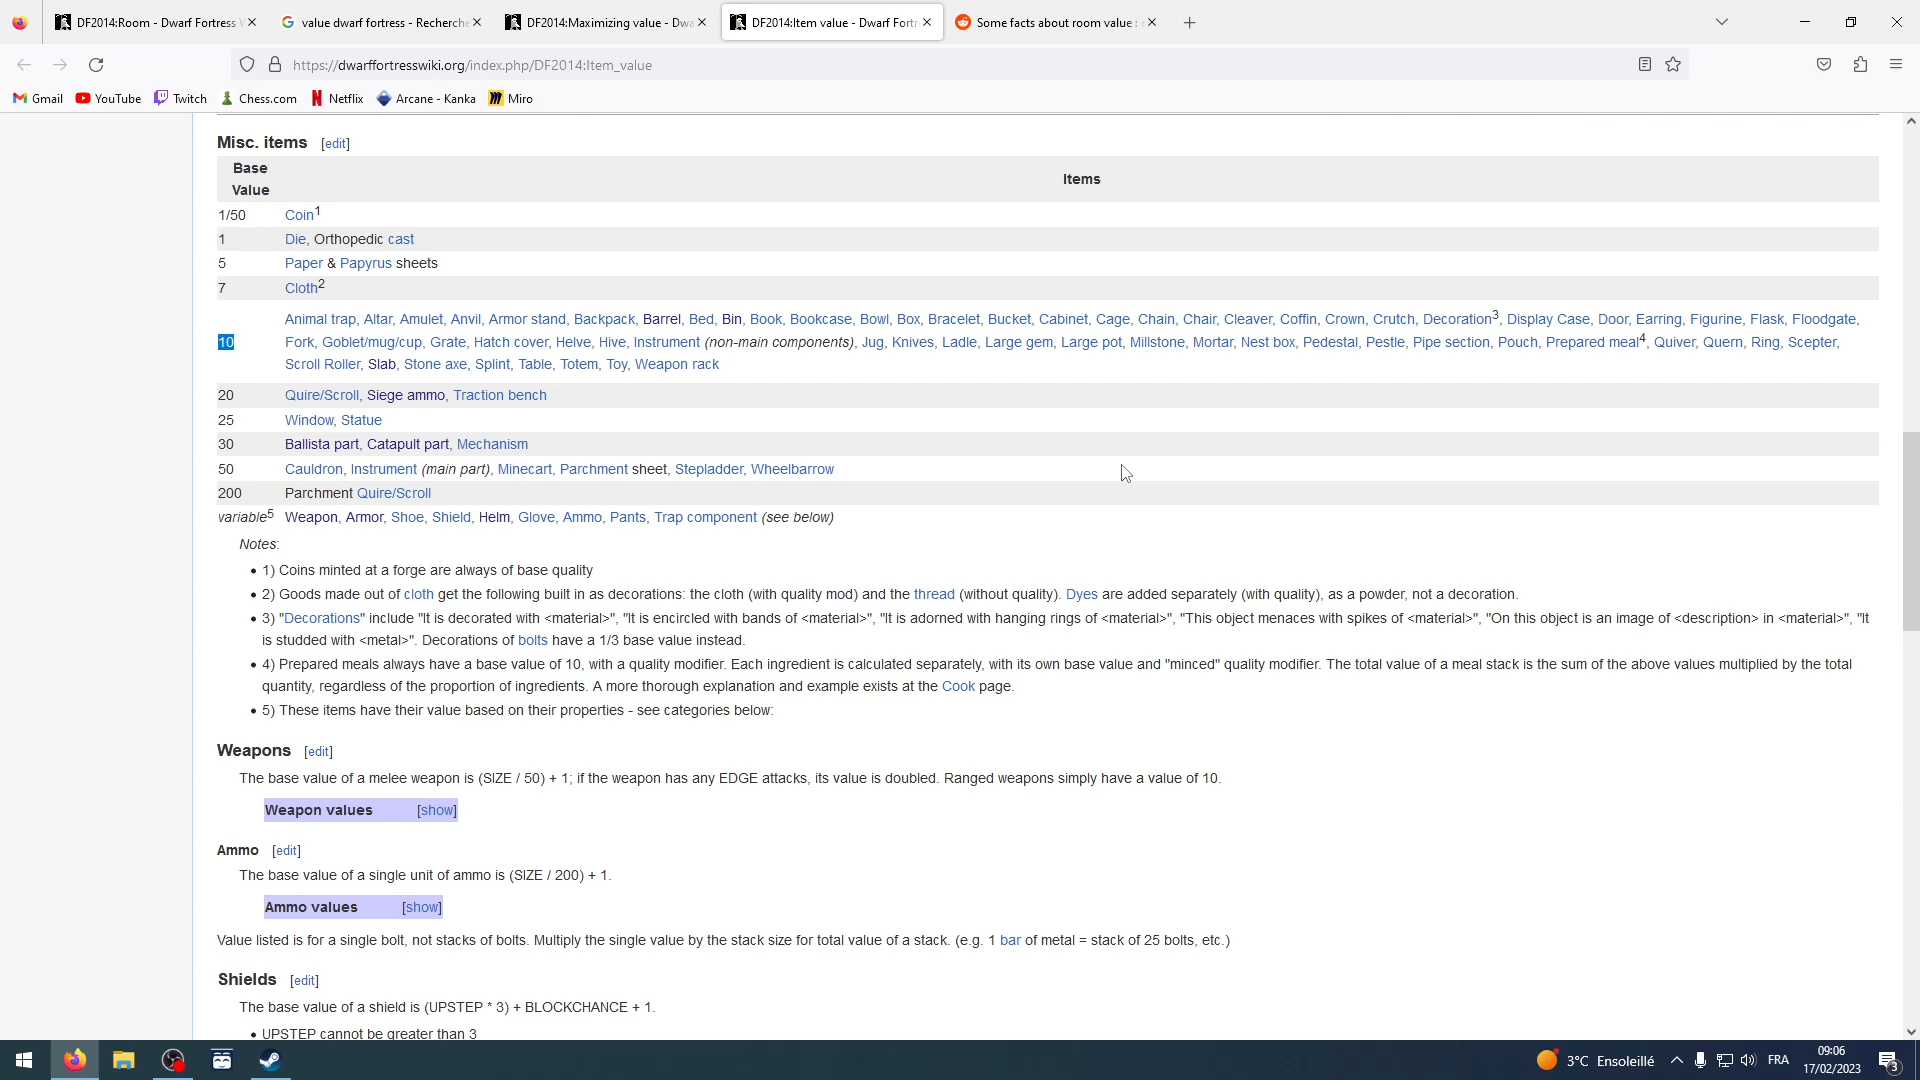 DF2014:Room - Dwarf Fortress W
value dwarf fortress - Recherche
DF2014:Maximizing value - Dwa
DF2014:Item value - Dwarf Fortr
Some facts about room value :
https://dwarffortresswiki.org/index.php/DF2014:Item_value
Gmail YouTube Twitch Chess.com Netflix Arcane - Kanka Miro
Misc. items [edit]
Base Value Items
1/50 Coin1
1 Die, Orthopedic cast
5 Paper & Papyrus sheets
7 Cloth2
Animal trap, Altar, Amulet, Anvil, Armor stand, Backpack, Barrel, Bed, Bin, Book, Bookcase, Bowl, Box, Bracelet, Bucket, Cabinet, Cage, Chain, Chair, Cleaver, Coffin, Crown, Crutch, Decoration3, Display Case, Door, Earring, Figurine, Flask, Floodgate,
10 Fork, Goblet/mug/cup, Grate, Hatch cover, Helve, Hive, Instrument (non-main components), Jug, Knives, Ladle, Large gem, Large pot, Millstone, Mortar, Nest box, Pedestal, Pestle, Pipe section, Pouch, Prepared meal4, Quiver, Quern, Ring, Scepter,
Scroll Roller, Slab, Stone axe, Splint, Table, Totem, Toy, Weapon rack
20 Quire/Scroll, Siege ammo, Traction bench
25 Window, Statue
30 Ballista part, Catapult part, Mechanism
50 Cauldron, Instrument (main part), Minecart, Parchment sheet, Stepladder, Wheelbarrow
200 Parchment Quire/Scroll
variable5 Weapon, Armor, Shoe, Shield, Helm, Glove, Ammo, Pants, Trap component (see below)
Notes:
• 1) Coins minted at a forge are always of base quality
• 2) Goods made out of cloth get the following built in as decorations: the cloth (with quality mod) and the thread (without quality). Dyes are added separately (with quality), as a powder, not a decoration.
• 3) "Decorations" include "It is decorated with <material>", "It is encircled with bands of <material>", "It is adorned with hanging rings of <material>", "This object menaces with spikes of <material>", "On this object is an image of <description> in <material>", "It
is studded with <metal>". Decorations of bolts have a 1/3 base value instead.
• 4) Prepared meals always have a base value of 10, with a quality modifier. Each ingredient is calculated separately, with its own base value and "minced" quality modifier. The total value of a meal stack is the sum of the above values multiplied by the total
quantity, regardless of the proportion of ingredients. A more thorough explanation and example exists at the Cook page.
• 5) These items have their value based on their properties - see categories below:
Weapons [edit]
The base value of a melee weapon is (SIZE / 50) + 1; if the weapon has any EDGE attacks, its value is doubled. Ranged weapons simply have a value of 10.
Weapon values [show]
Ammo [edit]
The base value of a single unit of ammo is (SIZE / 200) + 1.
Ammo values [show]
Value listed is for a single bolt, not stacks of bolts. Multiply the single value by the stack size for total value of a stack. (e.g. 1 bar of metal = stack of 25 bolts, etc.)
Shields [edit]
The base value of a shield is (UPSTEP * 3) + BLOCKCHANCE + 1.
• UPSTEP cannot be greater than 3
3°C Ensoleillé FRA 09:06
17/02/2023 3